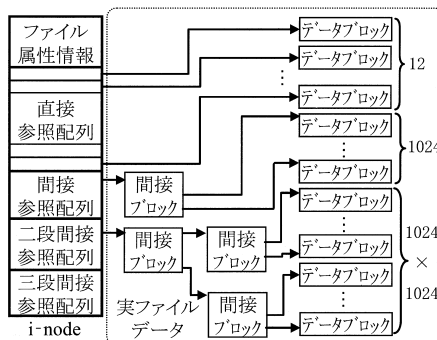 ファイル
属性情報
直接
参照配列
間接
参照配列
二段間接
参照配列
三段間接
参照配列
i-node
間接
ブロック
間接
ブロック
間接
ブロック
間接
ブロック
実ファイル
データ
データブロック
データブロック
⋮
データブロック
データブロック
⋮
データブロック
データブロック
⋮
データブロック
データブロック
⋮
データブロック
12
1024
1024
×
1024